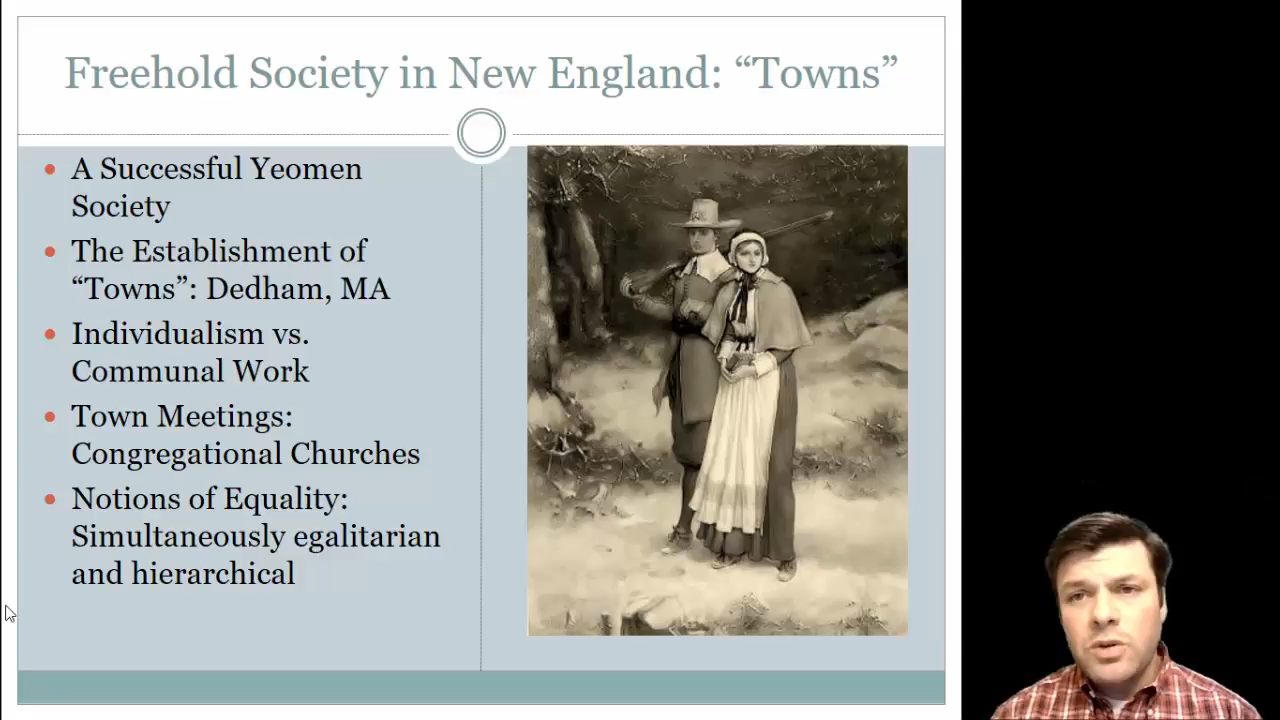 Freehold Society in New England: “Towns”
A Successful Yeomen
Society
The Establishment of
“Towns”: Dedham, MA
Individualism vs.
Communal Work
Town Meetings:
Congregational Churches
Notions of Equality:
Simultaneously egalitarian
and hierarchical